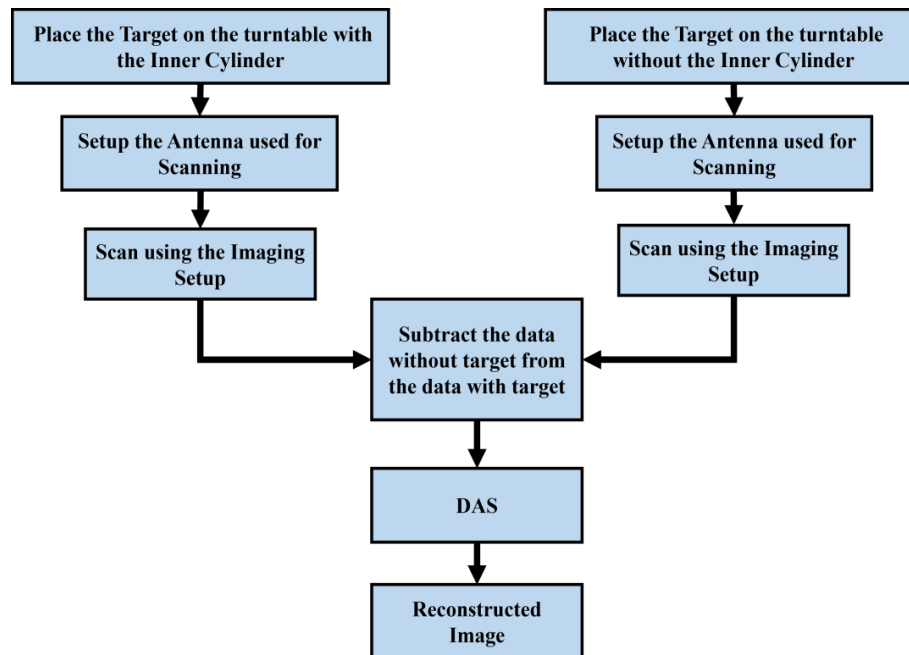 Place the Target on the turntable with
the Inner Cylinder
Setup the Antenna used for
Scanning
Scan using the Imaging
Setup
Place the Target on the turntable
without the Inner Cylinder
Setup the Antenna used for
Scanning
Scan using the Imaging
Setup
Subtract the data
without target from
the data with target
DAS
Reconstructed
Image